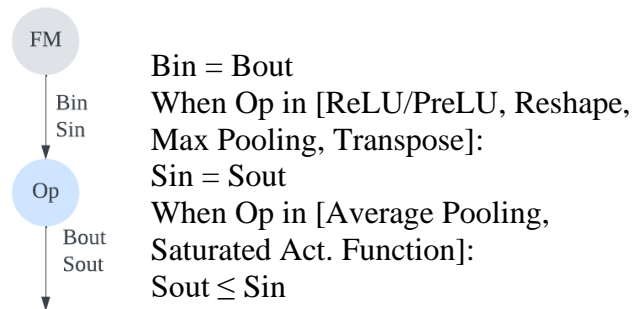 FM
Bin
Sin
Op
Bout
Sout
Bin = Bout
When Op in [ReLU/PreLU, Reshape,
Max Pooling, Transpose]:
Sin = Sout
When Op in [Average Pooling,
Saturated Act. Function]:
Sout ≤ Sin